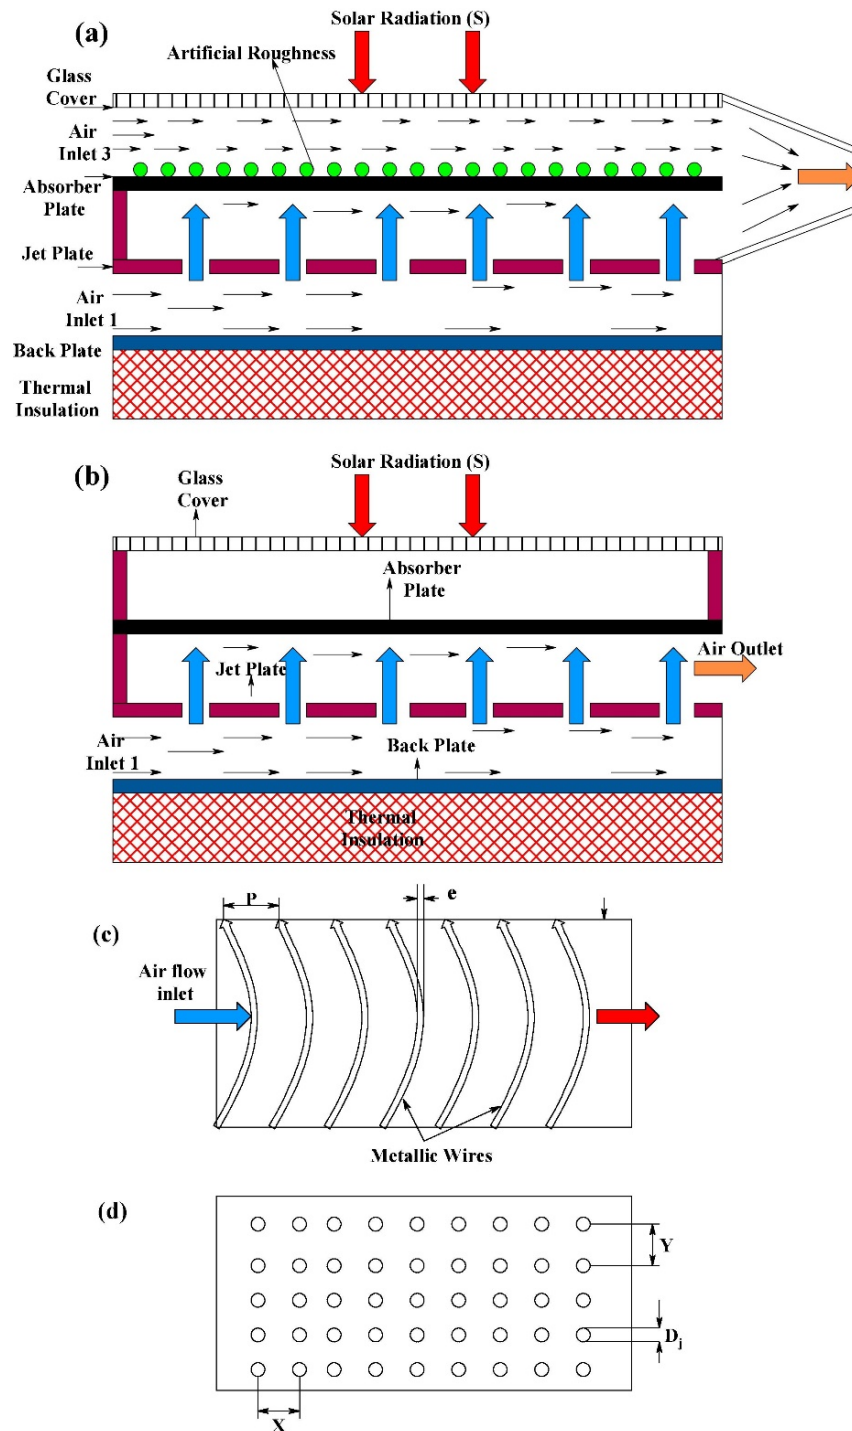 (a)
Solar Radiation (S)
Artificial Roughness
Glass
Cover
Air
Inlet 3
Absorber
Plate
Jet Plate
Air
Inlet 1
Back Plate
Thermal
Insulation
(b)
Solar Radiation (S)
Glass
Cover
Absorber
Plate
Air Outlet
Jet Plate
Air
Inlet 1
Back Plate
Thermal
Insulation
P
e
(c)
Air flow
inlet
Metallic Wires
(d)
Y
Dj
X